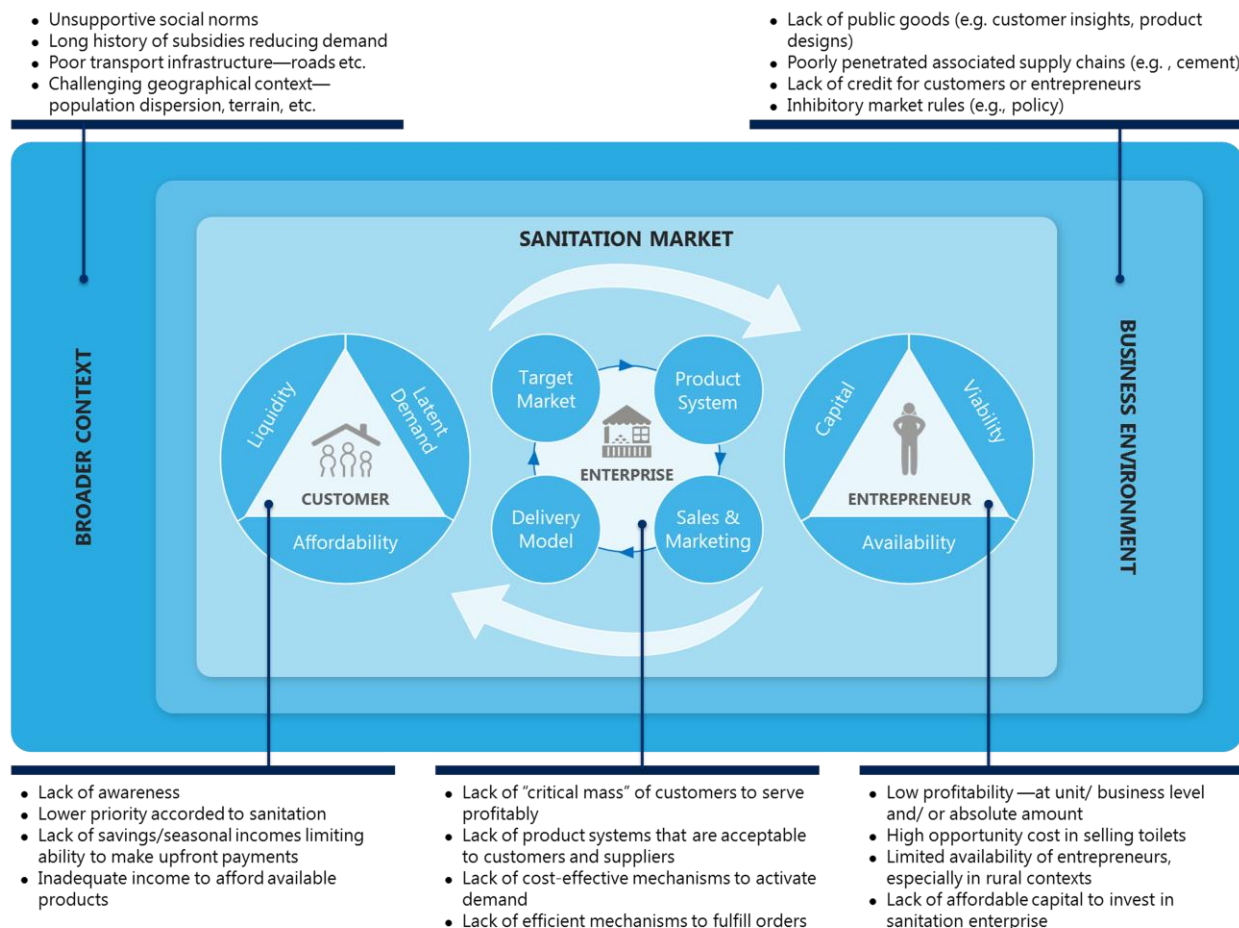 • Unsupportive social norms
• Long history of subsidies reducing demand
• Poor transport infrastructure—roads etc.
• Challenging geographical context—
population dispersion, terrain, etc.
• Lack of public goods (e.g. customer insights, product
designs)
• Poorly penetrated associated supply chains (e.g. , cement)
• Lack of credit for customers or entrepreneurs
• Inhibitory market rules (e.g., policy)
BROADER CONTEXT
SANITATION MARKET
BUSINESS ENVIRONMENT
Liquidity
Latent
Demand
CUSTOMER
Affordability
Target
Market
Product
System
ENTERPRISE
Delivery
Model
Sales &
Marketing
Capital
Viability
ENTREPRENEUR
Availability
• Lack of awareness
• Lower priority accorded to sanitation
• Lack of savings/seasonal incomes limiting
ability to make upfront payments
• Inadequate income to afford available
products
• Lack of “critical mass” of customers to serve
profitably
• Lack of product systems that are acceptable
to customers and suppliers
• Lack of cost-effective mechanisms to activate
demand
• Lack of efficient mechanisms to fulfill orders
• Low profitability —at unit/ business level
and/ or absolute amount
• High opportunity cost in selling toilets
• Limited availability of entrepreneurs,
especially in rural contexts
• Lack of affordable capital to invest in
sanitation enterprise